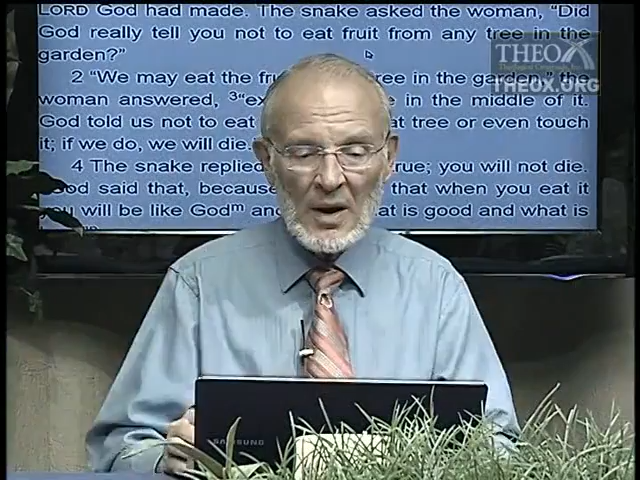 LORD God had made. The snake asked the woman, "Did
God really tell you not to eat fruit from any tree in the
garden?"
2 "We may eat the fru ree in the garden," the
woman answered, 3"ex e in the middle of it.
God told us not to eat at tree or even touch
it; if we do, we will die.
4 The snake replied rue; you will not die.
God said that, because that when you eat it
you will be like Godm and at is good and what is
THEOX
THEOX.ORG
SAMSUNG